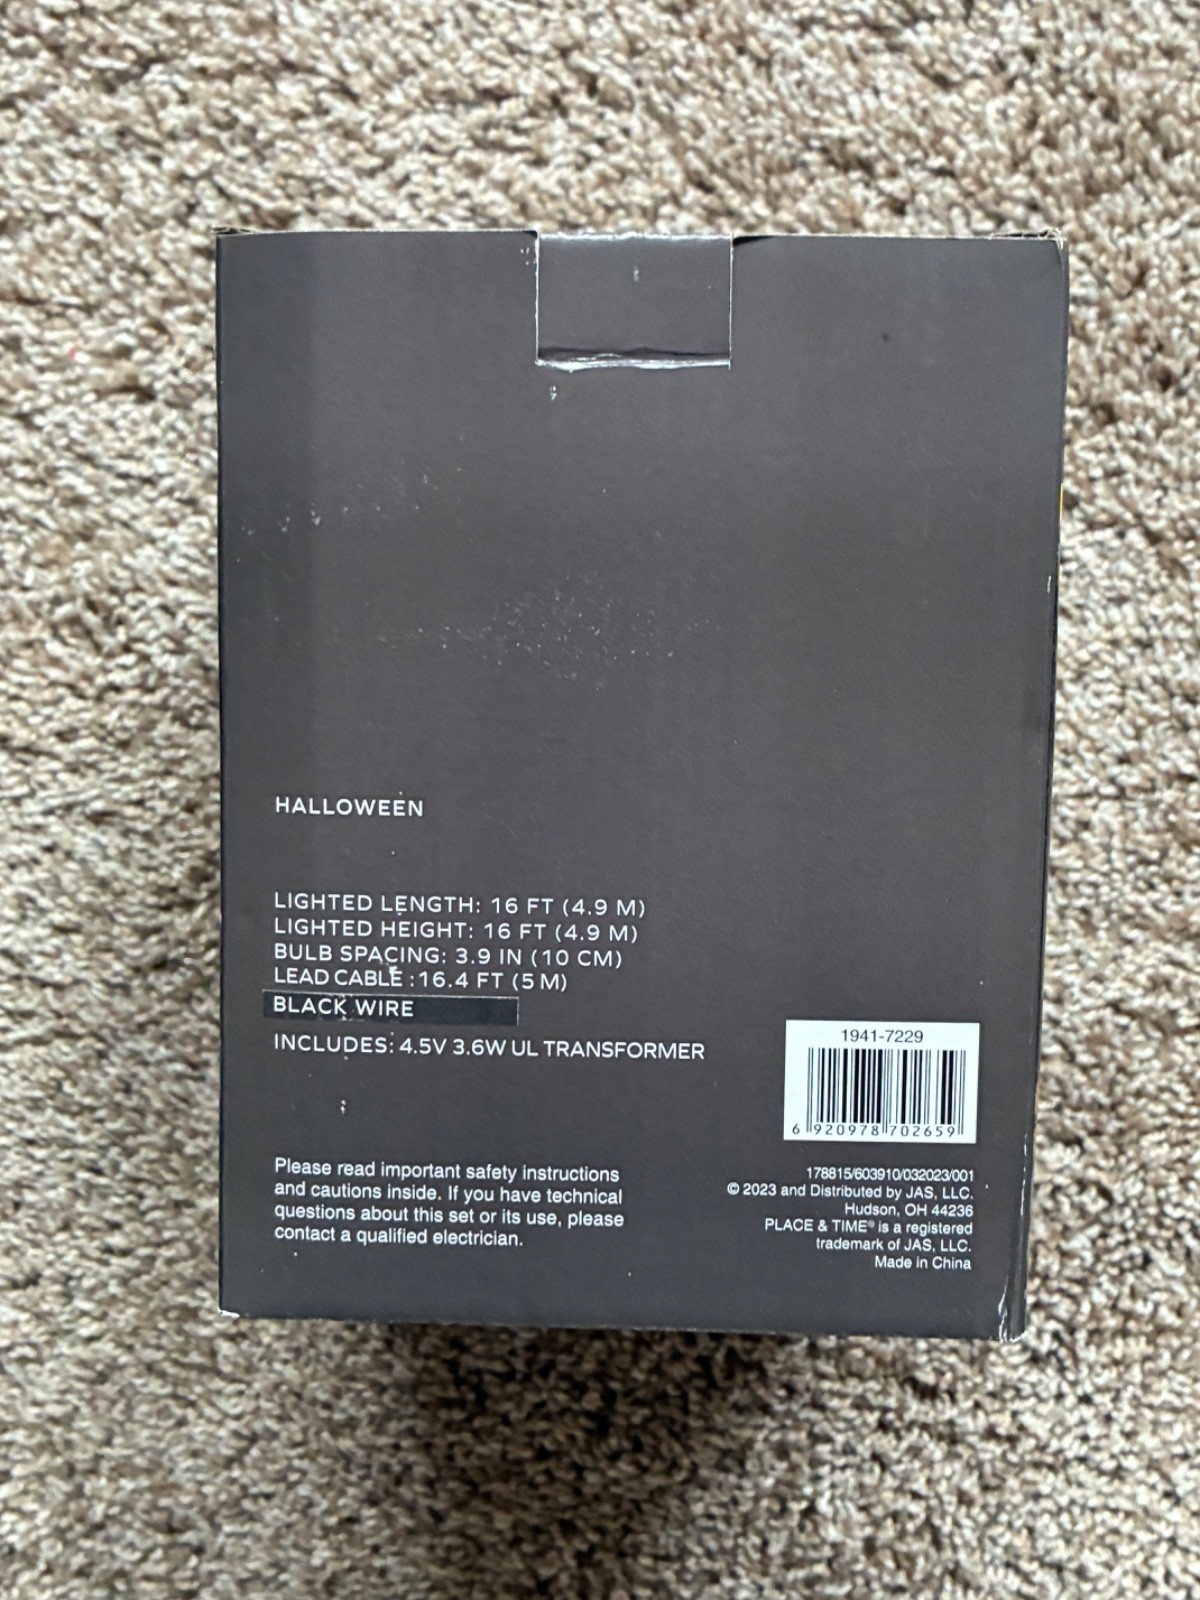 HALLOWEEN
LIGHTED LENGTH: 16 FT (4.9 M)
LIGHTED HEIGHT: 16 FT (4.9 M)
BULB SPACING: 3.9 IN (10 CM)
LEAD CABLE :16.4 FT (5 M)
BLACK WIRE
INCLUDES: 4.5V 3.6W UL TRANSFORMER
Please read important safety instructions
and cautions inside. If you have technical
questions about this set or its use, please
contact a qualified electrician.
1941-7229
6 920978 702659
178815/603910/032023/001
© 2023 and Distributed by JAS, LLC.
Hudson, OH 44236
PLACE & TIME® is a registered
trademark of JAS, LLC.
Made in China